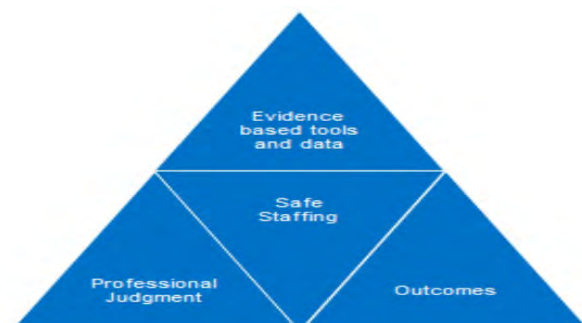 Evidence
based tools
and data
Safe
Staffing
Professional
Judgment
Outcomes